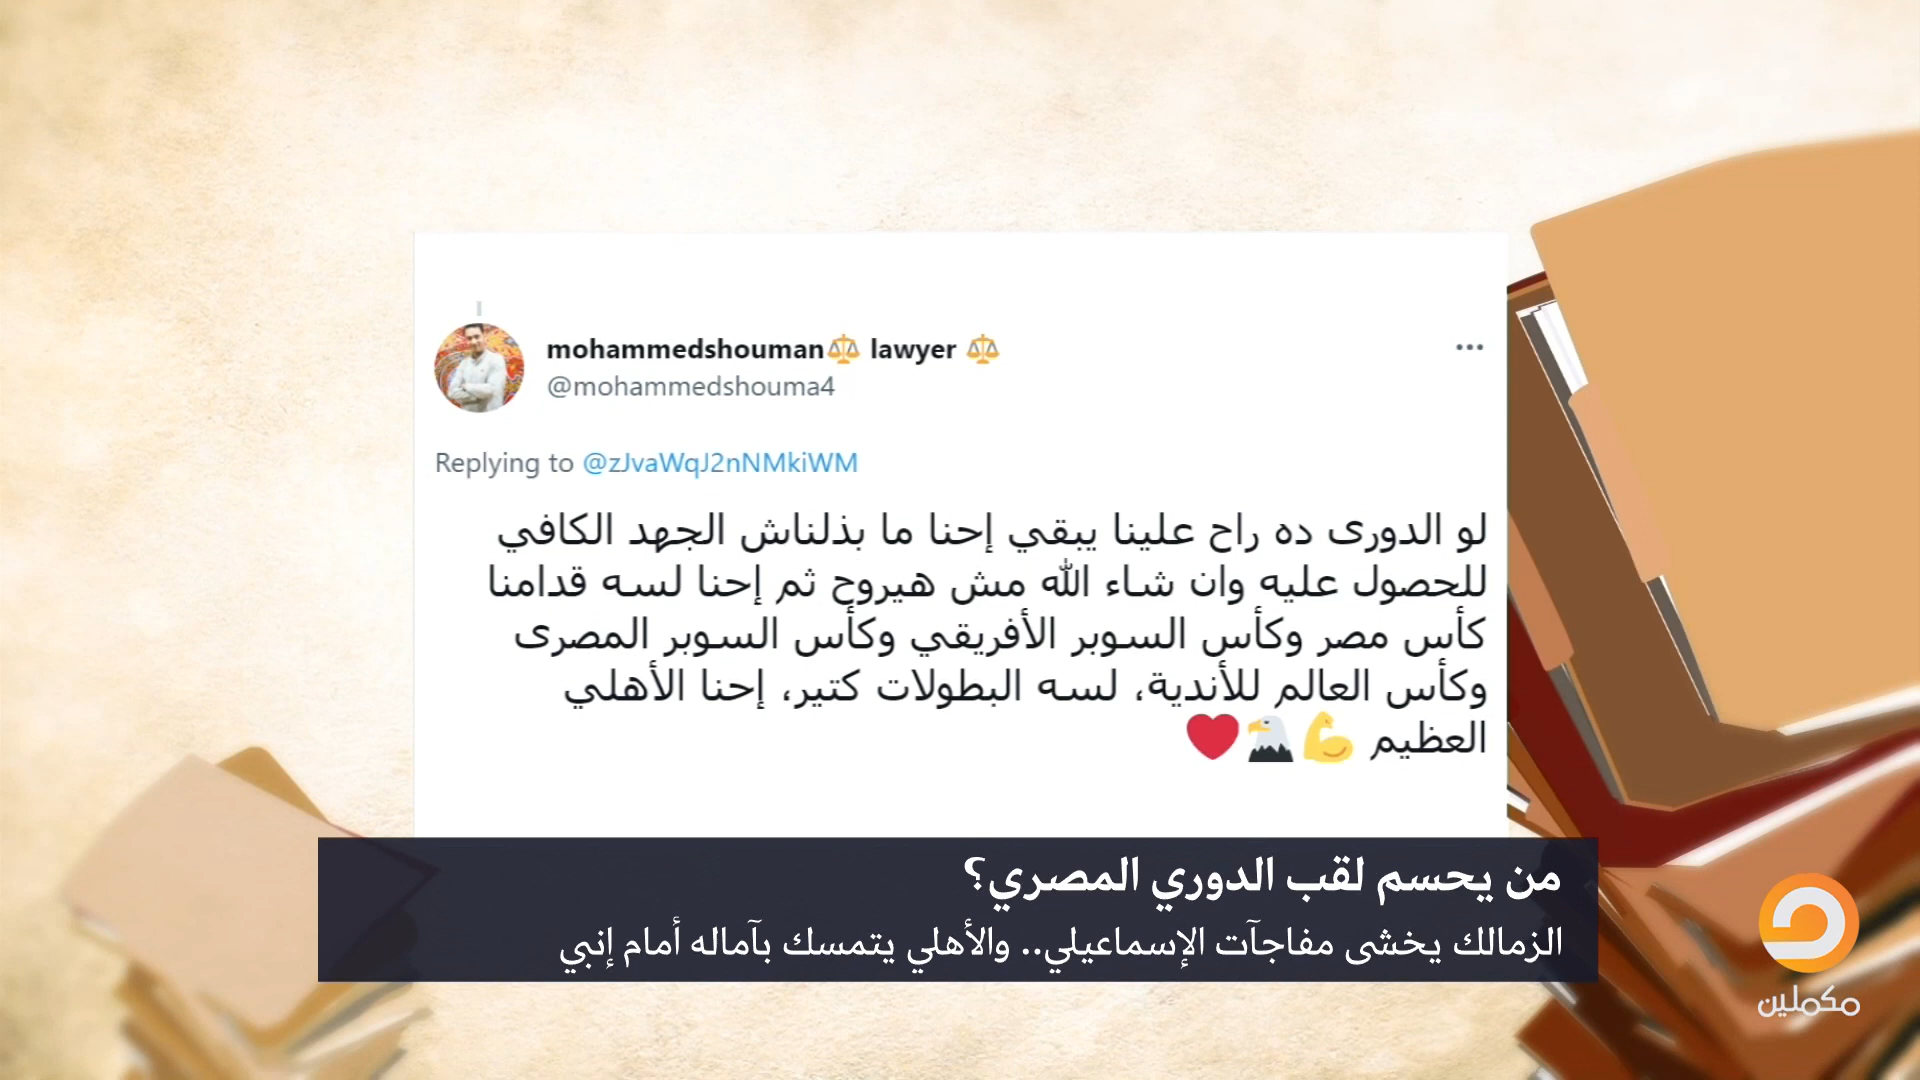 mohammedshouman⚖️ lawyer ⚖️
@mohammedshouma4
Replying to @zJvaWqJ2nNMkiWM
لو الدورى ده راح علينا يبقي إحنا ما بذلناش الجهد الكافي
للحصول عليه وان شاء الله مش هيروح ثم إحنا لسه قدامنا
كأس مصر وكأس السوبر الأفريقي وكأس السوبر المصرى
وكأس العالم للأندية، لسه البطولات كتير، إحنا الأهلي
العظيم 💪🦅❤️
من يحسم لقب الدوري المصري؟
الزمالك يخشى مفاجآت الإسماعيلي.. والأهلي يتمسك بآماله أمام إنبي
مكملين